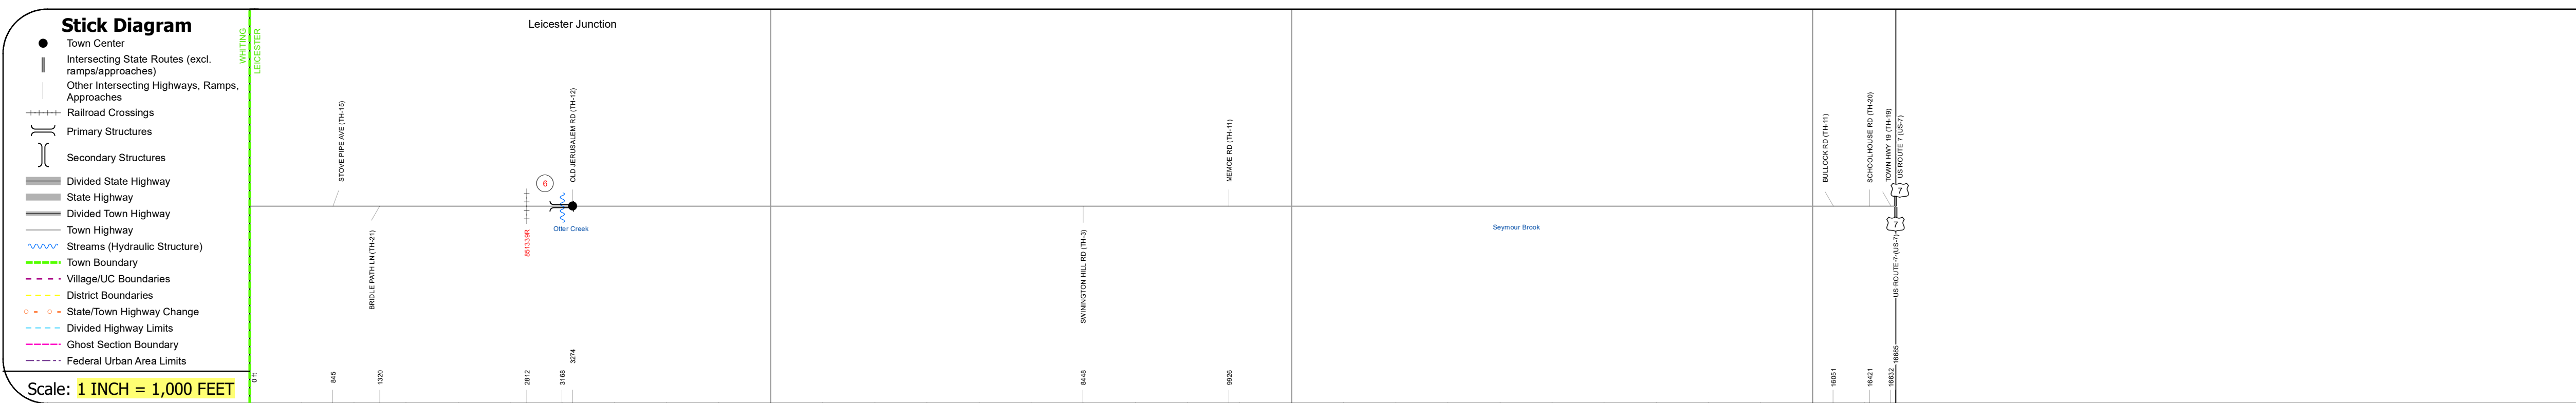 Stick Diagram
Town Center
Intersecting State Routes (excl.
ramps/approaches)
Other Intersecting Highways, Ramps,
Approaches
Railroad Crossings
Primary Structures
Secondary Structures
Divided State Highway
State Highway
Divided Town Highway
Town Highway
Streams (Hydraulic Structure)
Town Boundary
Village/UC Boundaries
District Boundaries
State/Town Highway Change
Divided Highway Limits
Ghost Section Boundary
Federal Urban Area Limits
Scale: 1 INCH = 1,000 FEET
WHITING
LEICESTER
Leicester Junction
STOVE PIPE AVE (TH-15)
BRIDLE PATH LN (TH-21)
851339R
6
Otter Creek
OLD JERUSALEM RD (TH-12)
SWININGTON HILL RD (TH-3)
MEMOE RD (TH-11)
Seymour Brook
BULLOCK RD (TH-11)
SCHOOLHOUSE RD (TH-20)
TOWN HWY 19 (TH-19)
US ROUTE 7 (US-7)
7
7
US ROUTE 7 (US-7)
0 ft
845
1320
2812
3168
3274
8448
9926
16051
16421
16632
16685